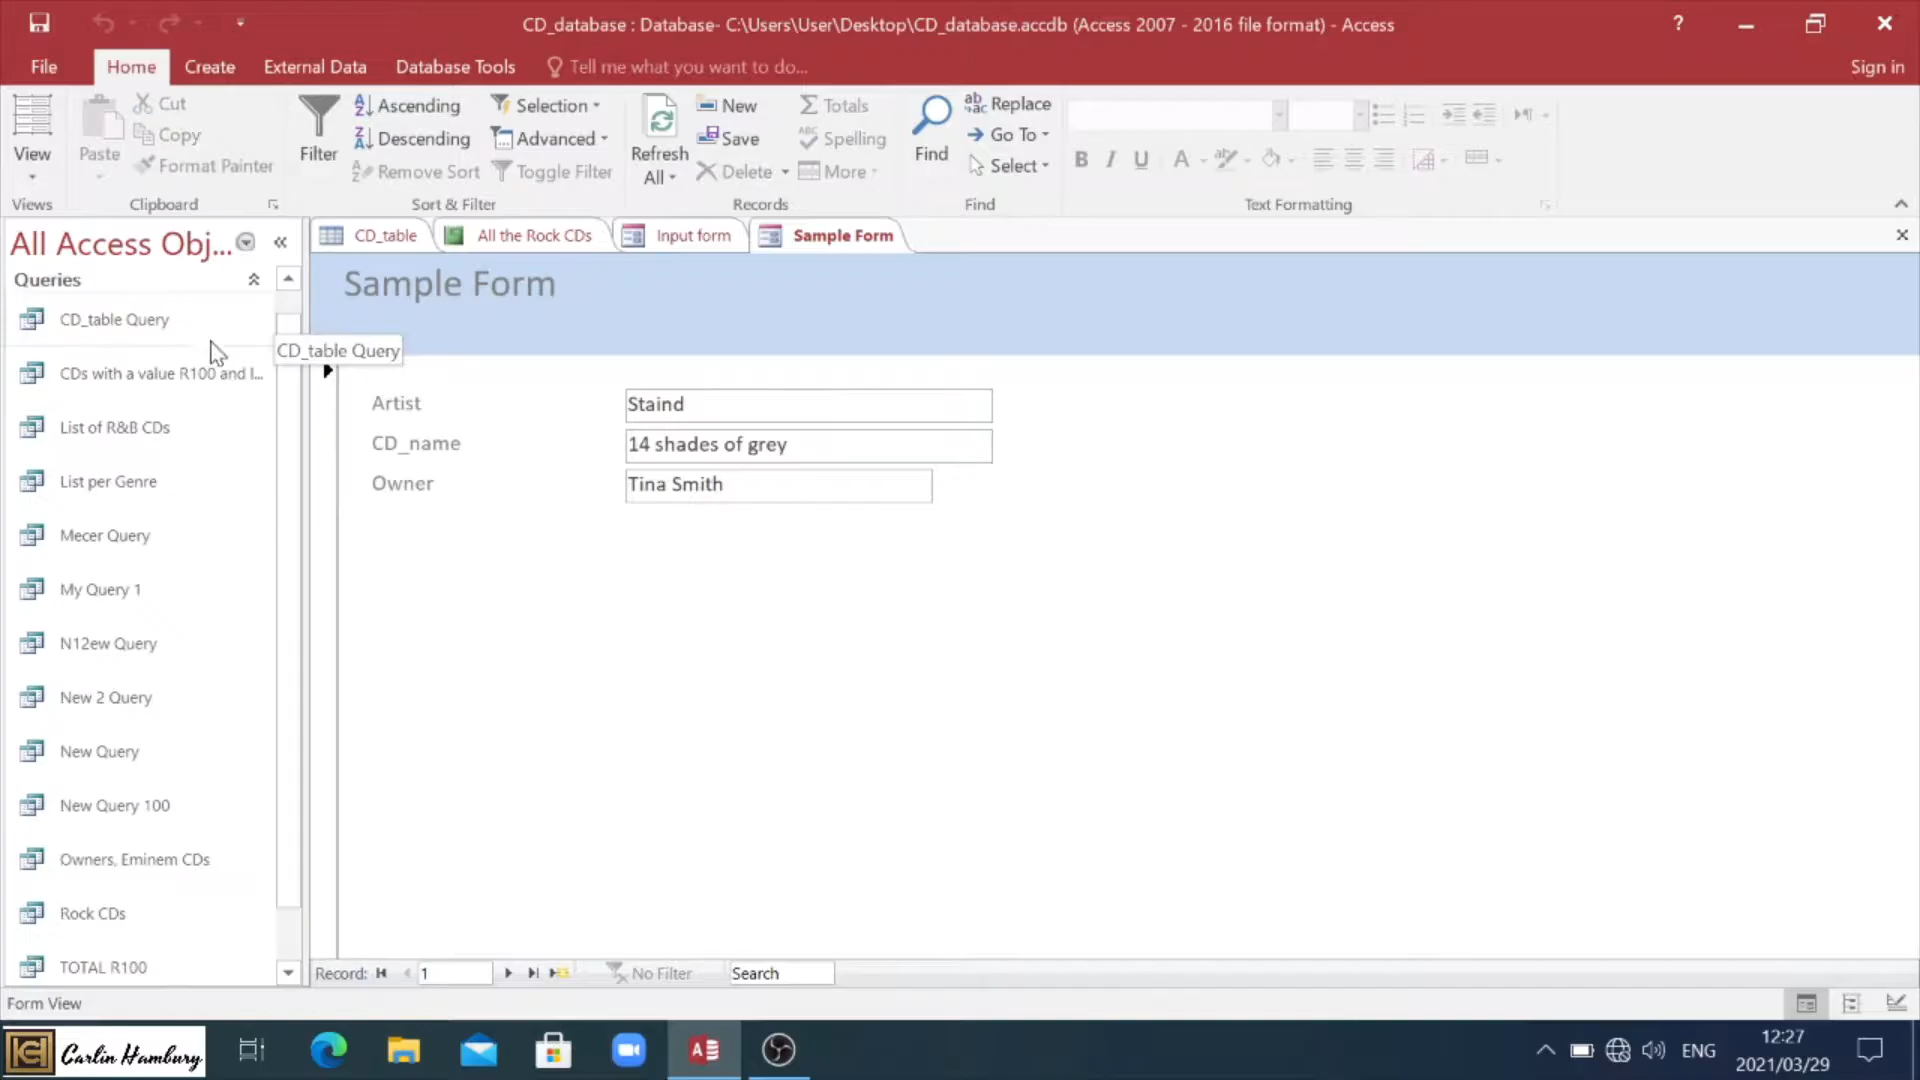 CD_database : Database- C:\Users\User\Desktop\CD_database.accdb (Access 2007 - 2016 file format) - Access
?
File Home Create External Data Database Tools Tell me what you want to do... Sign in
View
Views
Paste
Cut
Copy
Format Painter
Clipboard
Filter
Ascending
Descending
Remove Sort
Selection
Advanced
Toggle Filter
Sort & Filter
Refresh
All
New
Save
Delete
Totals
Spelling
More
Records
Find
Replace
Go To
Select
Find
B I U A
Text Formatting
All Access Obj...
Queries
CD_table Query
CDs with a value R100 and l...
List of R&B CDs
List per Genre
Mecer Query
My Query 1
N12ew Query
New 2 Query
New Query
New Query 100
Owners, Eminem CDs
Rock CDs
TOTAL R100
CD_table Query
CD_table All the Rock CDs Input form Sample Form
Sample Form
Artist Staind
CD_name 14 shades of grey
Owner Tina Smith
Record: 1 No Filter Search
Form View
Carlin Hambury
ENG
12:27
2021/03/29